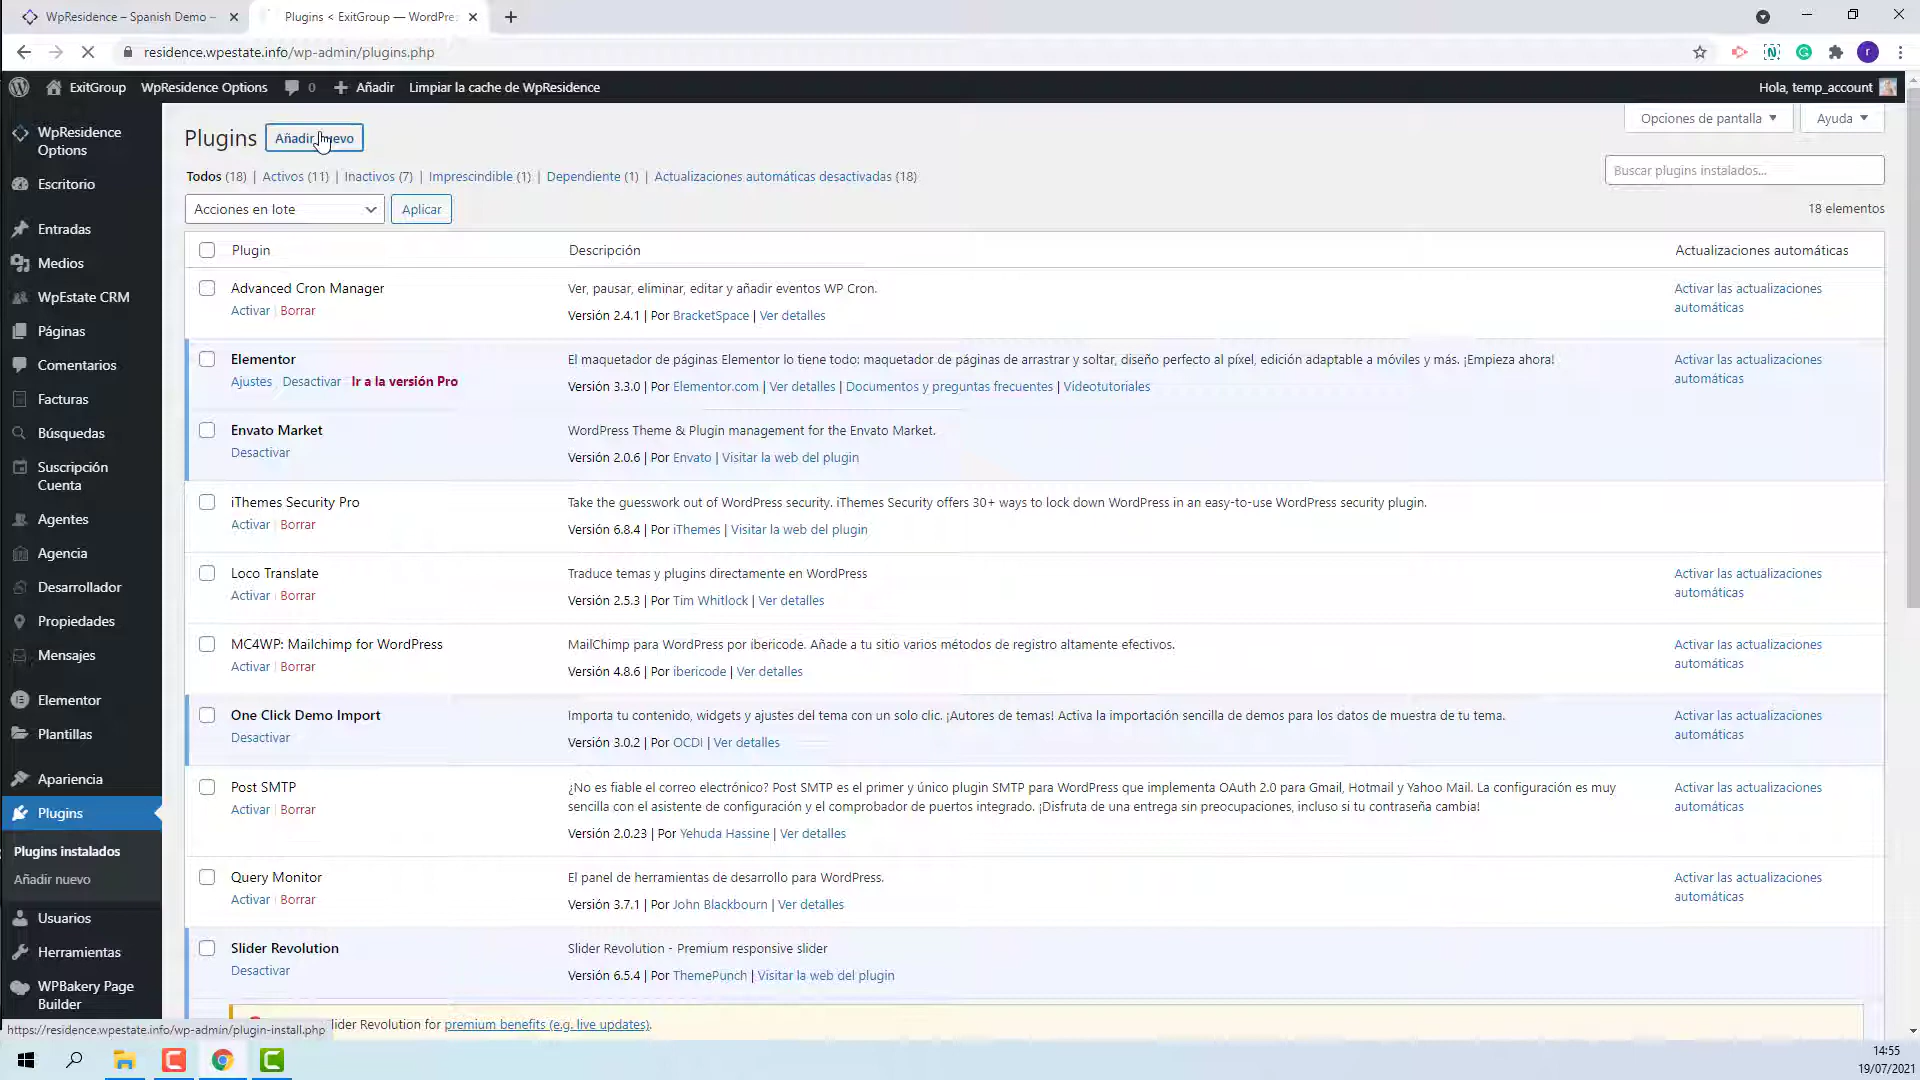 WpResidence – Spanish Demo –
Plugins < ExitGroup — WordPre
residence.wpestate.info/wp-admin/plugins.php
ExitGroup WpResidence Options 0 Añadir Limpiar la cache de WpResidence Hola, temp_account
WpResidence
Options
Escritorio
Entradas
Medios
WpEstate CRM
Páginas
Comentarios
Facturas
Búsquedas
Suscripción
Cuenta
Agentes
Agencia
Desarrollador
Propiedades
Mensajes
Elementor
Plantillas
Apariencia
Plugins
Plugins instalados
Añadir nuevo
Usuarios
Herramientas
WPBakery Page
Builder
Opciones de pantalla Ayuda
Plugins Añadir nuevo
Todos (18) | Activos (11) | Inactivos (7) | Imprescindible (1) | Dependiente (1) | Actualizaciones automáticas desactivadas (18)
Buscar plugins instalados...
Acciones en lote Aplicar
18 elementos
Plugin Descripción Actualizaciones automáticas
Advanced Cron Manager
Activar | Borrar
Ver, pausar, eliminar, editar y añadir eventos WP Cron.
Versión 2.4.1 | Por BracketSpace | Ver detalles
Activar las actualizaciones
automáticas
Elementor
Ajustes Desactivar Ir a la versión Pro
El maquetador de páginas Elementor lo tiene todo: maquetador de páginas de arrastrar y soltar, diseño perfecto al píxel, edición adaptable a móviles y más. ¡Empieza ahora!
Versión 3.3.0 | Por Elementor.com | Ver detalles | Documentos y preguntas frecuentes | Videotutoriales
Activar las actualizaciones
automáticas
Envato Market
Desactivar
WordPress Theme & Plugin management for the Envato Market.
Versión 2.0.6 | Por Envato | Visitar la web del plugin
iThemes Security Pro
Activar | Borrar
Take the guesswork out of WordPress security. iThemes Security offers 30+ ways to lock down WordPress in an easy-to-use WordPress security plugin.
Versión 6.8.4 | Por iThemes | Visitar la web del plugin
Loco Translate
Activar | Borrar
Traduce temas y plugins directamente en WordPress
Versión 2.5.3 | Por Tim Whitlock | Ver detalles
Activar las actualizaciones
automáticas
MC4WP: Mailchimp for WordPress
Activar | Borrar
MailChimp para WordPress por ibericode. Añade a tu sitio varios métodos de registro altamente efectivos.
Versión 4.8.6 | Por ibericode | Ver detalles
Activar las actualizaciones
automáticas
One Click Demo Import
Desactivar
Importa tu contenido, widgets y ajustes del tema con un solo clic. ¡Autores de temas! Activa la importación sencilla de demos para los datos de muestra de tu tema.
Versión 3.0.2 | Por OCDI | Ver detalles
Activar las actualizaciones
automáticas
Post SMTP
Activar | Borrar
¿No es fiable el correo electrónico? Post SMTP es el primer y único plugin SMTP para WordPress que implementa OAuth 2.0 para Gmail, Hotmail y Yahoo Mail. La configuración es muy
sencilla con el asistente de configuración y el comprobador de puertos integrado. ¡Disfruta de una entrega sin preocupaciones, incluso si tu contraseña cambia!
Versión 2.0.23 | Por Yehuda Hassine | Ver detalles
Activar las actualizaciones
automáticas
Query Monitor
Activar | Borrar
El panel de herramientas de desarrollo para WordPress.
Versión 3.7.1 | Por John Blackbourn | Ver detalles
Activar las actualizaciones
automáticas
Slider Revolution
Desactivar
Slider Revolution - Premium responsive slider
Versión 6.5.4 | Por ThemePunch | Visitar la web del plugin
lider Revolution for premium benefits (e.g. live updates).
https://residence.wpestate.info/wp-admin/plugin-install.php
14:55
19/07/2021